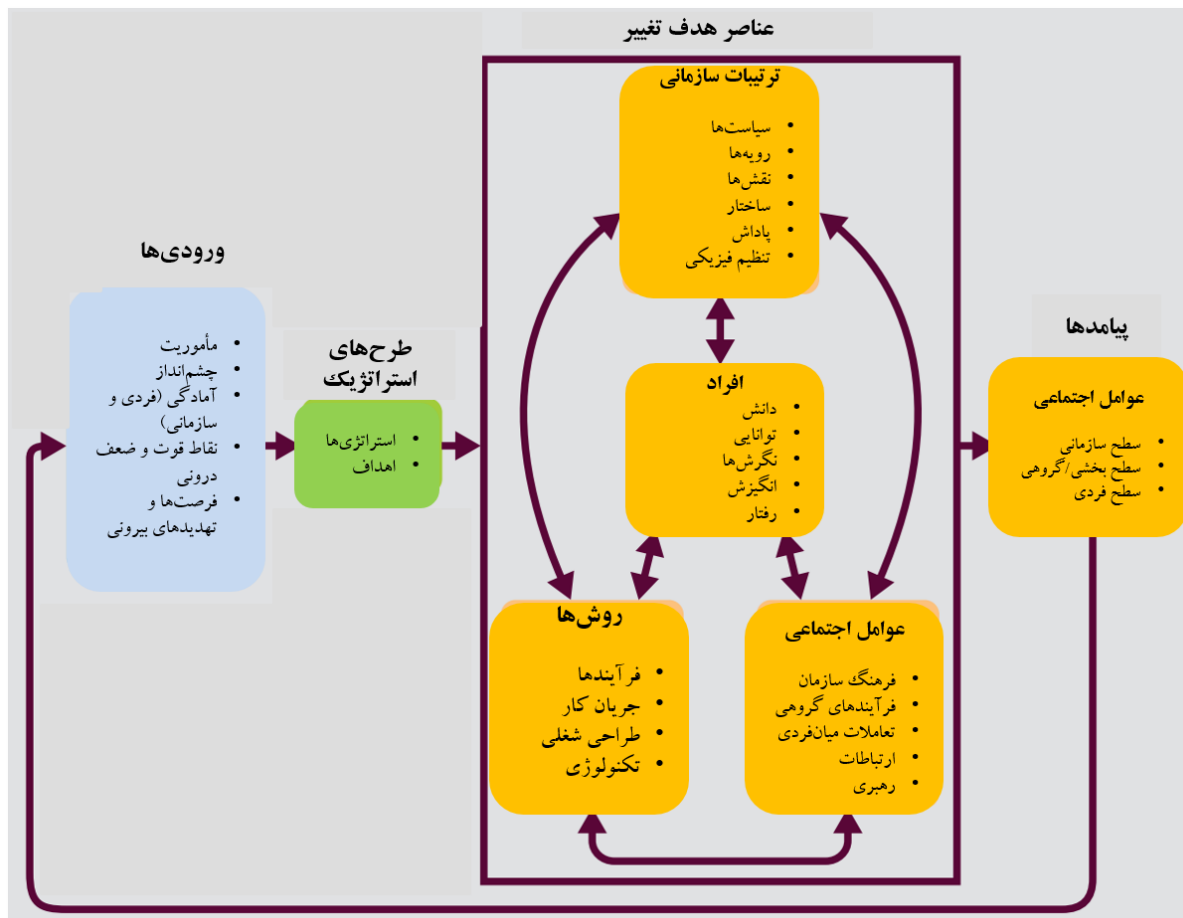 عناصر هدف تغییر
ورودی‌ها
• مأموریت
• چشم‌انداز
• آمادگی (فردی و
سازمانی)
• نقاط قوت و ضعف
درونی
• فرصت‌ها و
تهدیدهای بیرونی
طرح‌های
استراتژیک
• استراتژی‌ها
• اهداف
ترتیبات سازمانی
• سیاست‌ها
• رویه‌ها
• نقش‌ها
• ساختار
• پاداش
• تنظیم فیزیکی
افراد
• دانش
• توانایی
• نگرش‌ها
• انگیزش
• رفتار
روش‌ها
• فرآیندها
• جریان کار
• طراحی شغلی
• تکنولوژی
عوامل اجتماعی
• فرهنگ سازمان
• فرآیندهای گروهی
• تعاملات میان‌فردی
• ارتباطات
• رهبری
پیامدها
عوامل اجتماعی
• سطح سازمانی
• سطح بخشی/گروهی
• سطح فردی